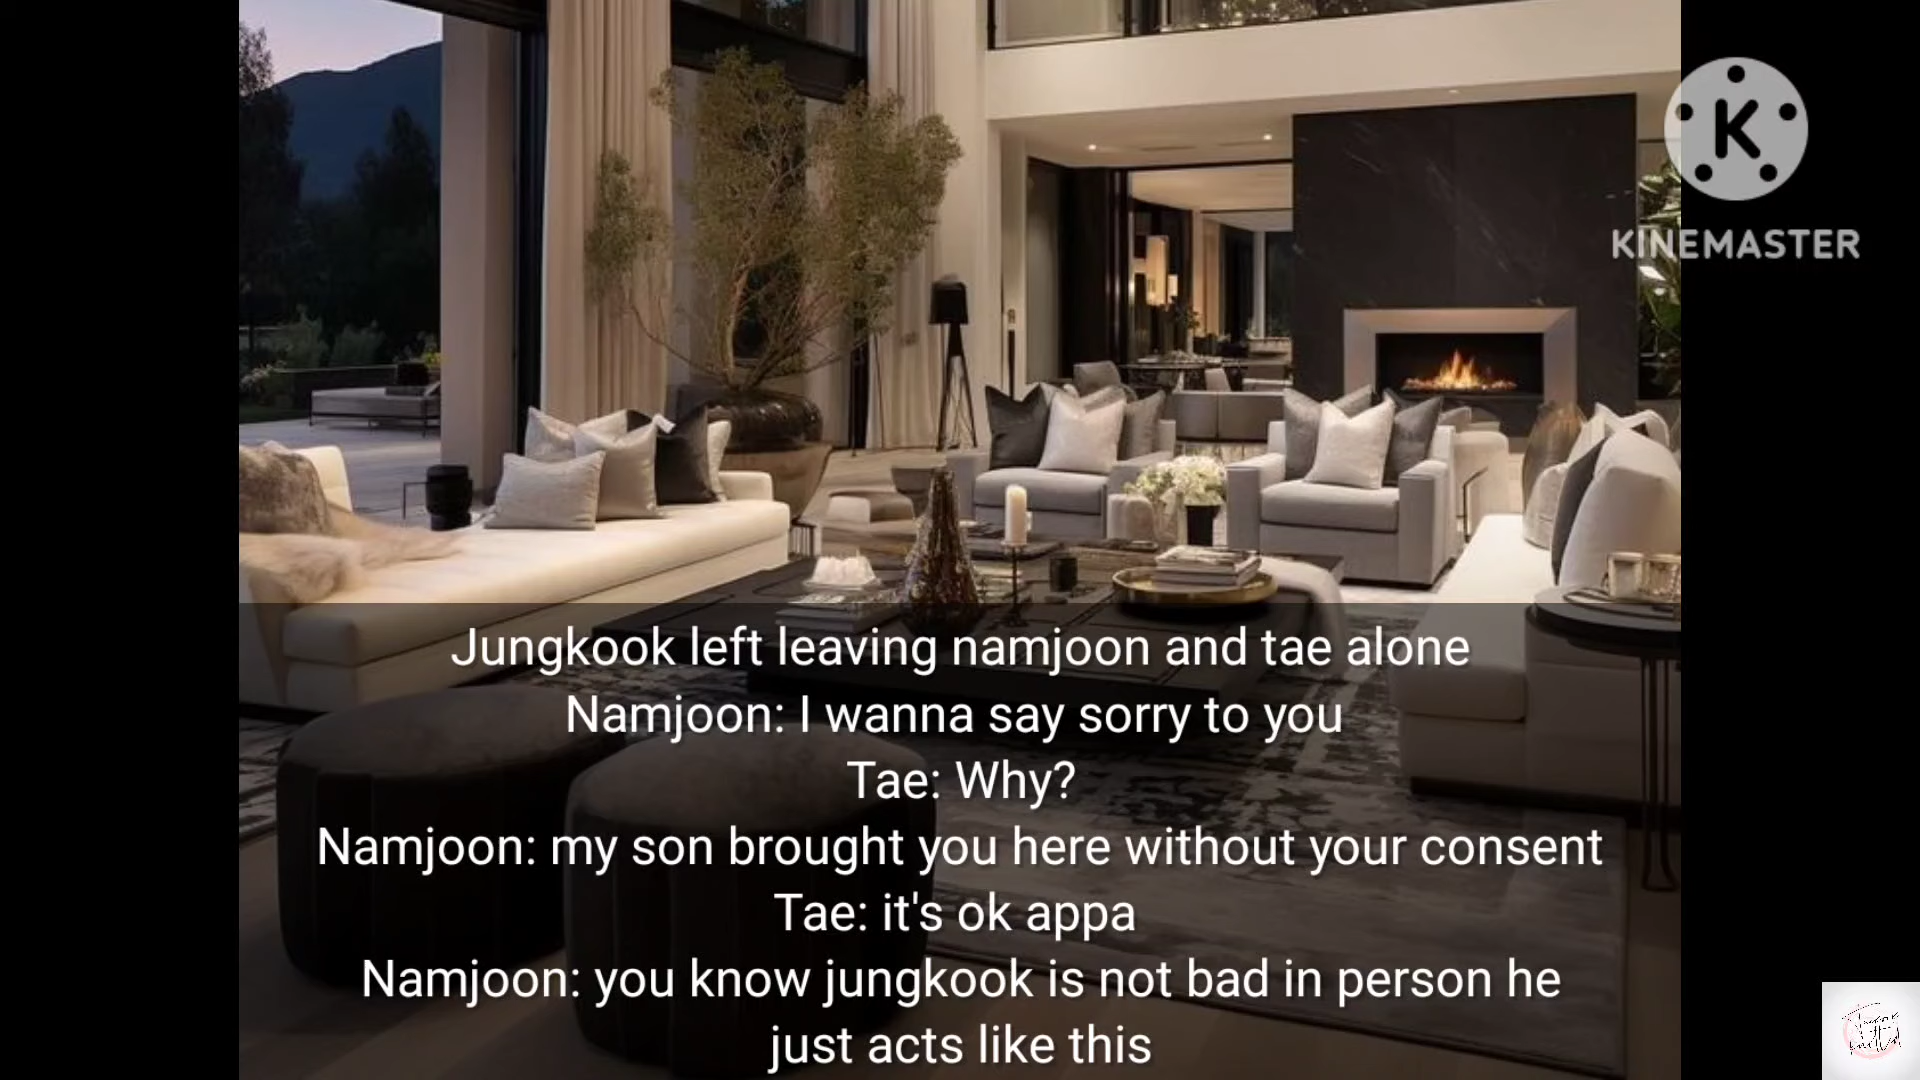 K
KINEMASTER
Jungkook left leaving namjoon and tae alone
Namjoon: I wanna say sorry to you
Tae: Why?
Namjoon: my son brought you here without your consent
Tae: it's ok appa
Namjoon: you know jungkook is not bad in person he
just acts like this